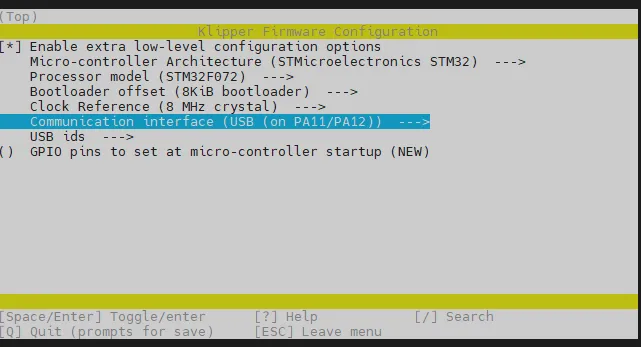 (Top)
Klipper Firmware Configuration
[*] Enable extra low-level configuration options
Micro-controller Architecture (STMicroelectronics STM32)  --->
Processor model (STM32F072)  --->
Bootloader offset (8KiB bootloader)  --->
Clock Reference (8 MHz crystal)  --->
Communication interface (USB (on PA11/PA12))  --->
USB ids  --->
()  GPIO pins to set at micro-controller startup (NEW)
[Space/Enter] Toggle/enter      [?] Help      [/] Search
[Q] Quit (prompts for save)     [ESC] Leave menu